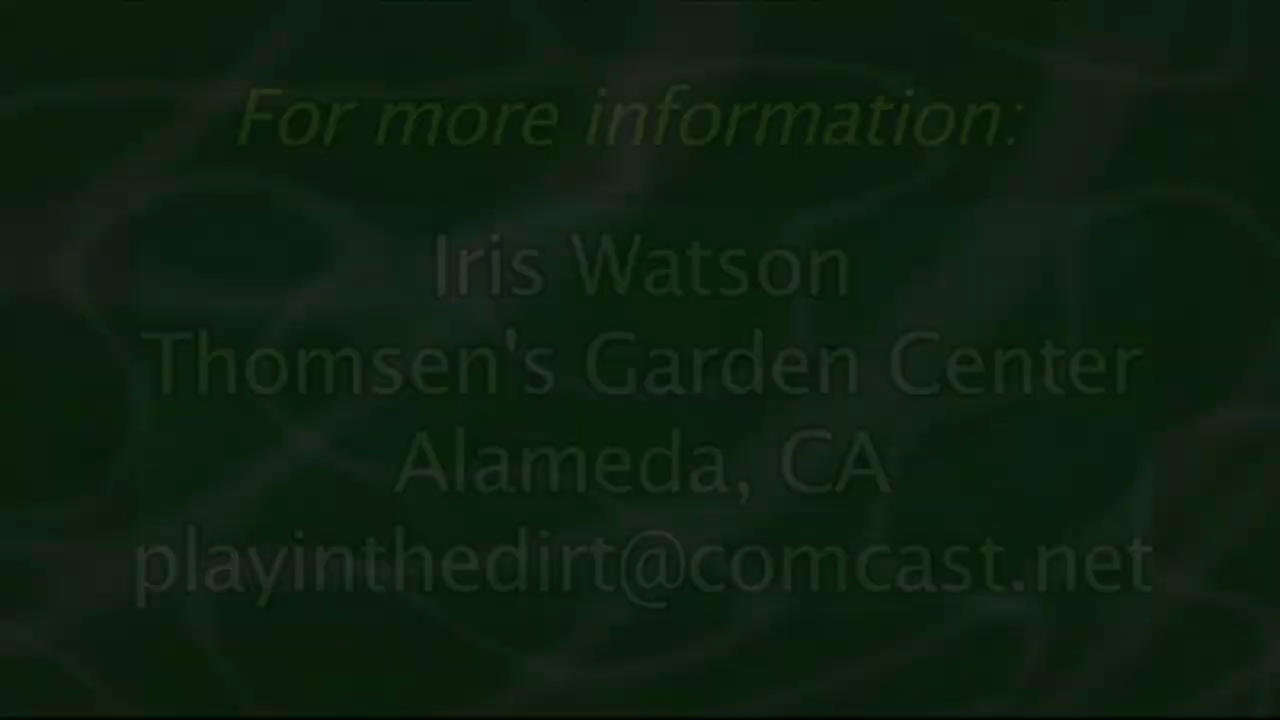 For more information:
Iris Watson
Thomsen's Garden Center
Alameda, CA
playinthedirt@comcast.net